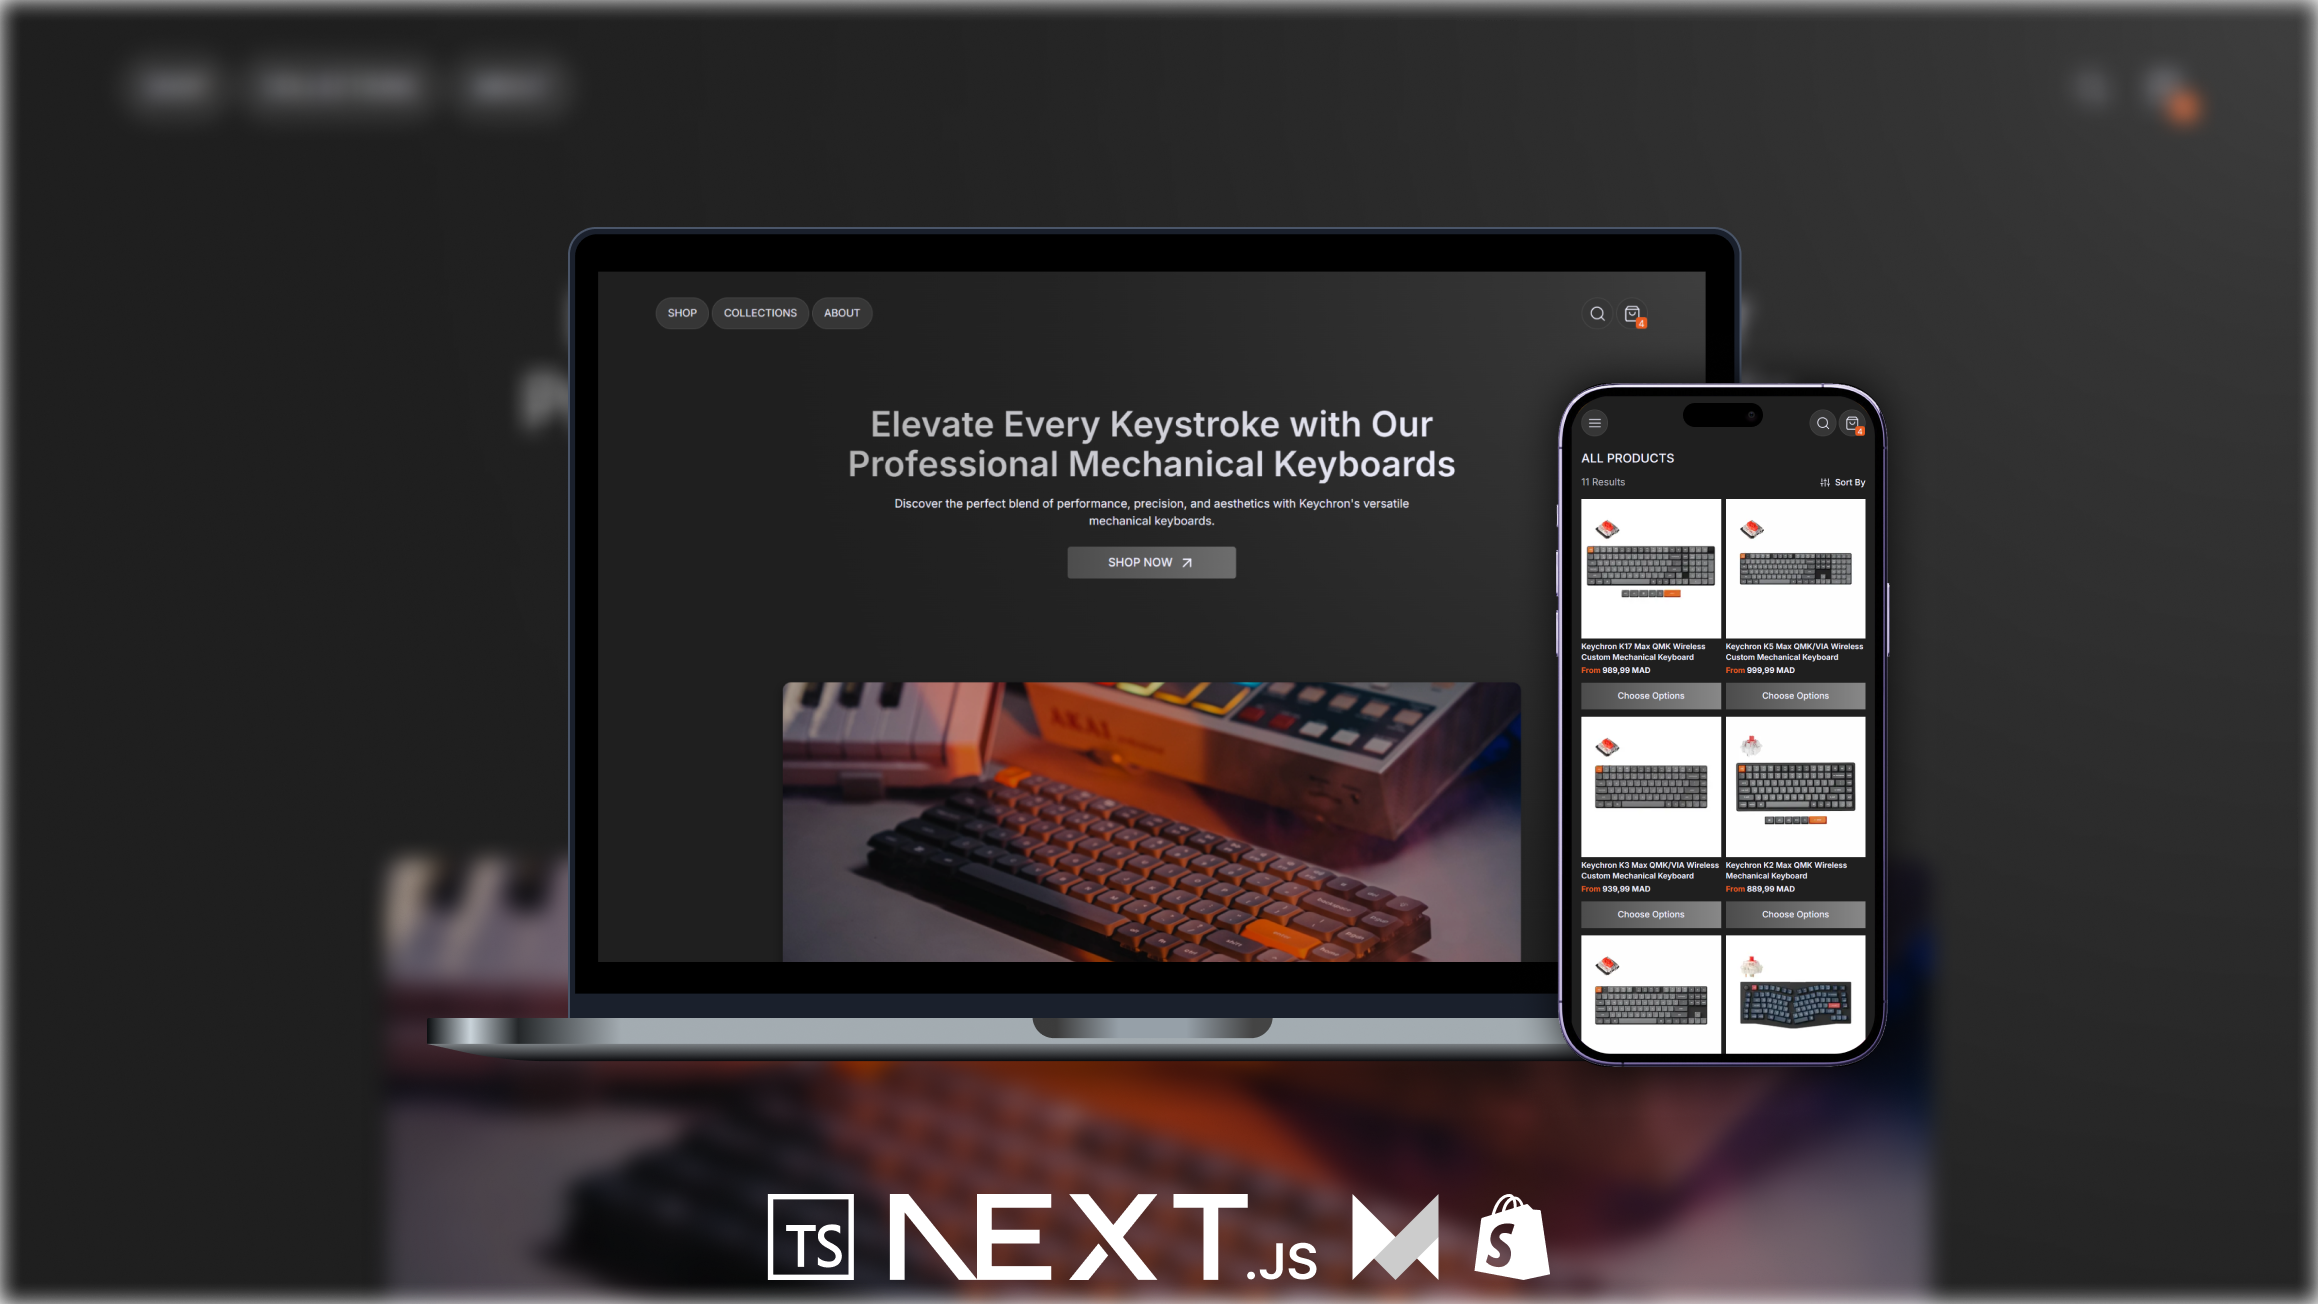 SHOP COLLECTIONS ABOUT
4
Elevate Every Keystroke with Our
Professional Mechanical Keyboards
Discover the perfect blend of performance, precision, and aesthetics with Keychron's versatile
mechanical keyboards.
SHOP NOW
AKAI
4
ALL PRODUCTS
11 Results Sort By
Keychron K17 Max QMK Wireless
Custom Mechanical Keyboard
From 989,99 MAD
Choose Options
Keychron K5 Max QMK/VIA Wireless
Custom Mechanical Keyboard
From 999,99 MAD
Choose Options
Keychron K3 Max QMK/VIA Wireless
Custom Mechanical Keyboard
From 939,99 MAD
Choose Options
Keychron K2 Max QMK Wireless
Mechanical Keyboard
From 889,99 MAD
Choose Options
TS NEXT.JS S